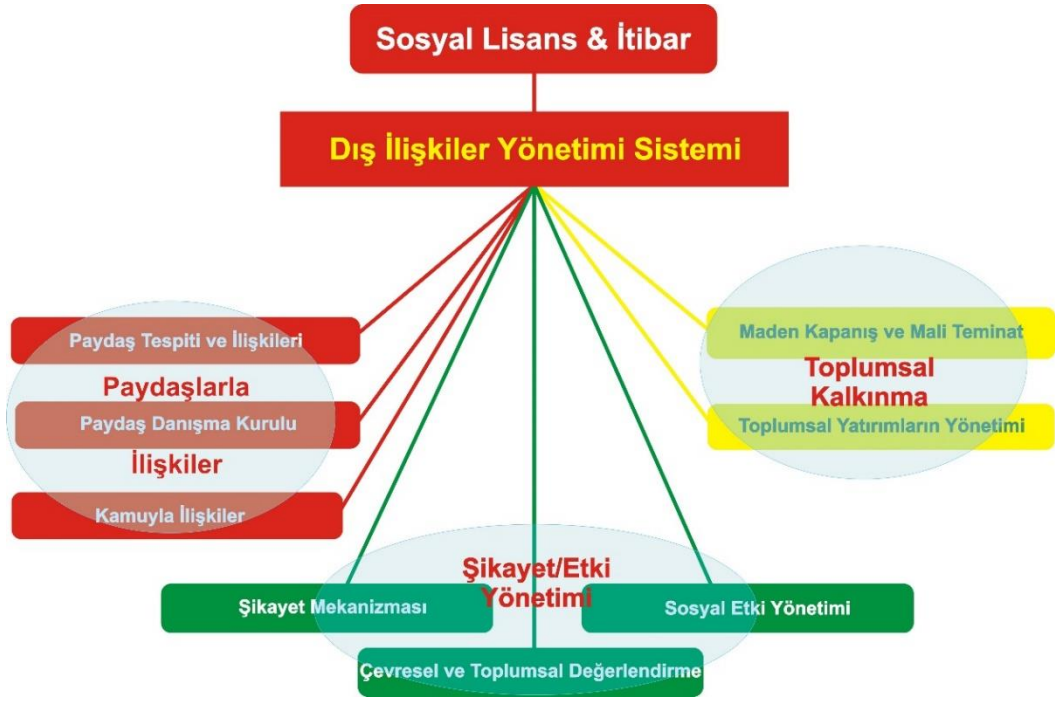 Sosyal Lisans & İtibar
Dış İlişkiler Yönetimi Sistemi
Paydaş Tespiti ve İlişkileri
Paydaşlarla
Paydaş Danışma Kurulu
İlişkiler
Kamuyla İlişkiler
Maden Kapanış ve Mali Teminat
Toplumsal
Kalkınma
Toplumsal Yatırımların Yönetimi
Şikayet/Etki
Yönetimi
Şikayet Mekanizması
Sosyal Etki Yönetimi
Çevresel ve Toplumsal Değerlendirme